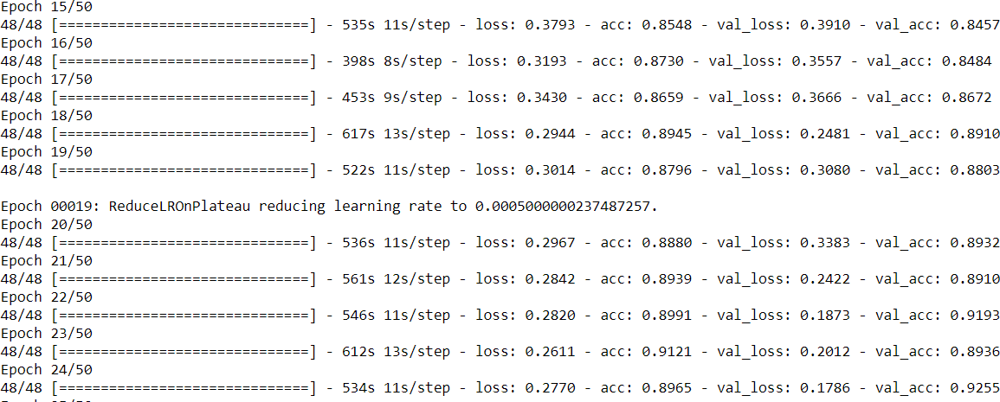 Epoch 15/50
48/48 [==============================] - 535s 11s/step - loss: 0.3793 - acc: 0.8548 - val_loss: 0.3910 - val_acc: 0.8457
Epoch 16/50
48/48 [==============================] - 398s 8s/step - loss: 0.3193 - acc: 0.8730 - val_loss: 0.3557 - val_acc: 0.8484
Epoch 17/50
48/48 [==============================] - 453s 9s/step - loss: 0.3430 - acc: 0.8659 - val_loss: 0.3666 - val_acc: 0.8672
Epoch 18/50
48/48 [==============================] - 617s 13s/step - loss: 0.2944 - acc: 0.8945 - val_loss: 0.2481 - val_acc: 0.8910
Epoch 19/50
48/48 [==============================] - 522s 11s/step - loss: 0.3014 - acc: 0.8796 - val_loss: 0.3080 - val_acc: 0.8803
Epoch 00019: ReduceLROnPlateau reducing learning rate to 0.0005000000237487257.
Epoch 20/50
48/48 [==============================] - 536s 11s/step - loss: 0.2967 - acc: 0.8880 - val_loss: 0.3383 - val_acc: 0.8932
Epoch 21/50
48/48 [==============================] - 561s 12s/step - loss: 0.2842 - acc: 0.8939 - val_loss: 0.2422 - val_acc: 0.8910
Epoch 22/50
48/48 [==============================] - 546s 11s/step - loss: 0.2820 - acc: 0.8991 - val_loss: 0.1873 - val_acc: 0.9193
Epoch 23/50
48/48 [==============================] - 612s 13s/step - loss: 0.2611 - acc: 0.9121 - val_loss: 0.2012 - val_acc: 0.8936
Epoch 24/50
48/48 [==============================] - 534s 11s/step - loss: 0.2770 - acc: 0.8965 - val_loss: 0.1786 - val_acc: 0.9255